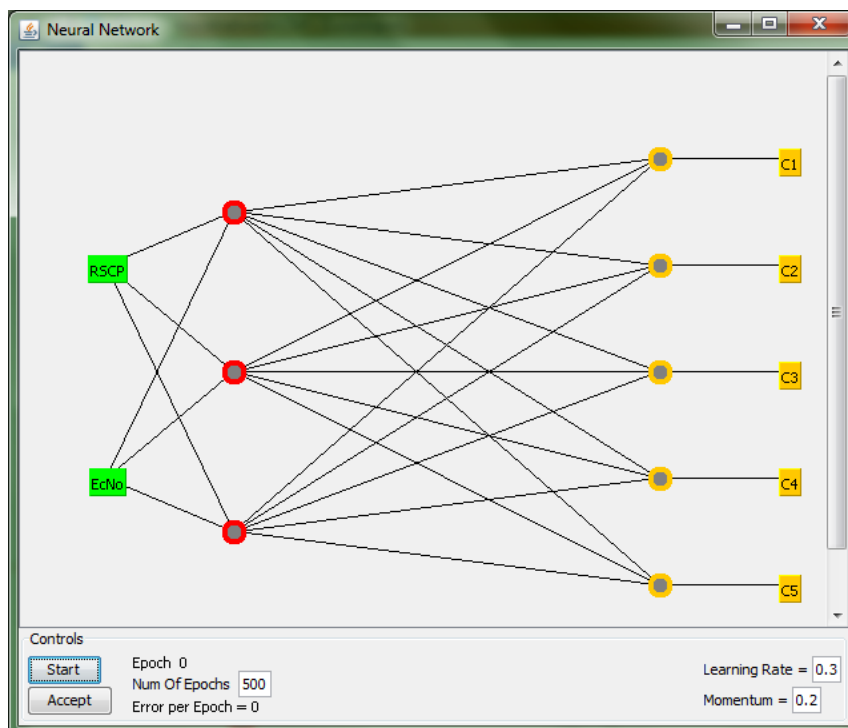 Neural Network
C1
RSCP
C2
C3
EcNo
C4
C5
Controls
Start
Accept
Epoch 0
Num Of Epochs 500
Error per Epoch = 0
Learning Rate = 0.3
Momentum = 0.2